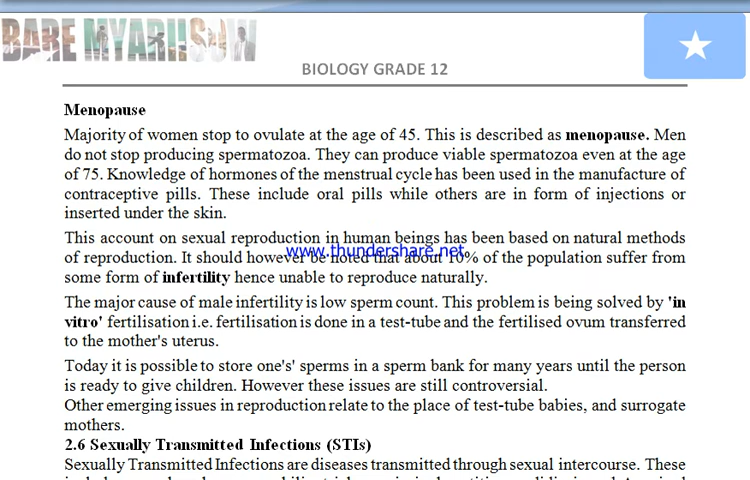 BARE MYARIISOW
BIOLOGY GRADE 12
Menopause
Majority of women stop to ovulate at the age of 45. This is described as menopause. Men
do not stop producing spermatozoa. They can produce viable spermatozoa even at the age
of 75. Knowledge of hormones of the menstrual cycle has been used in the manufacture of
contraceptive pills. These include oral pills while others are in form of injections or
inserted under the skin.
This account on sexual reproduction in human beings has been based on natural methods
www.thundershare.net
of reproduction. It should however be noted that about 10% of the population suffer from
some form of infertility hence unable to reproduce naturally.
The major cause of male infertility is low sperm count. This problem is being solved by 'in
vitro' fertilisation i.e. fertilisation is done in a test-tube and the fertilised ovum transferred
to the mother's uterus.
Today it is possible to store one's' sperms in a sperm bank for many years until the person
is ready to give children. However these issues are still controversial.
Other emerging issues in reproduction relate to the place of test-tube babies, and surrogate
mothers.
2.6 Sexually Transmitted Infections (STIs)
Sexually Transmitted Infections are diseases transmitted through sexual intercourse. These